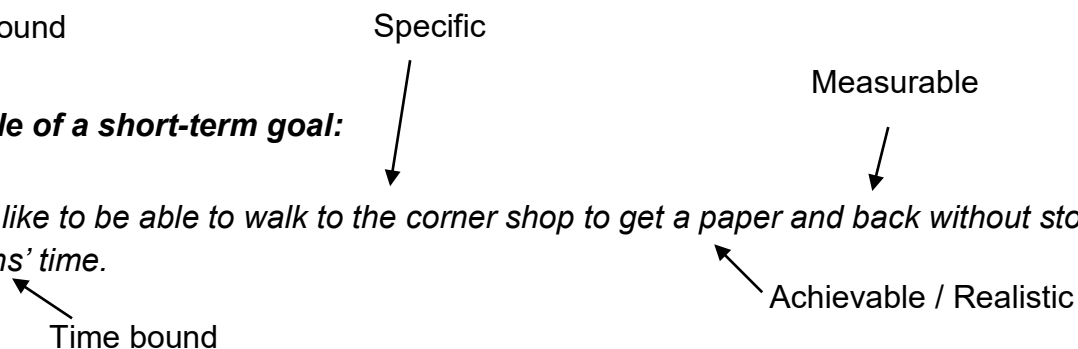 ound Specific
Measurable
le of a short-term goal:
like to be able to walk to the corner shop to get a paper and back without sto
ns' time.
Achievable / Realistic
Time bound